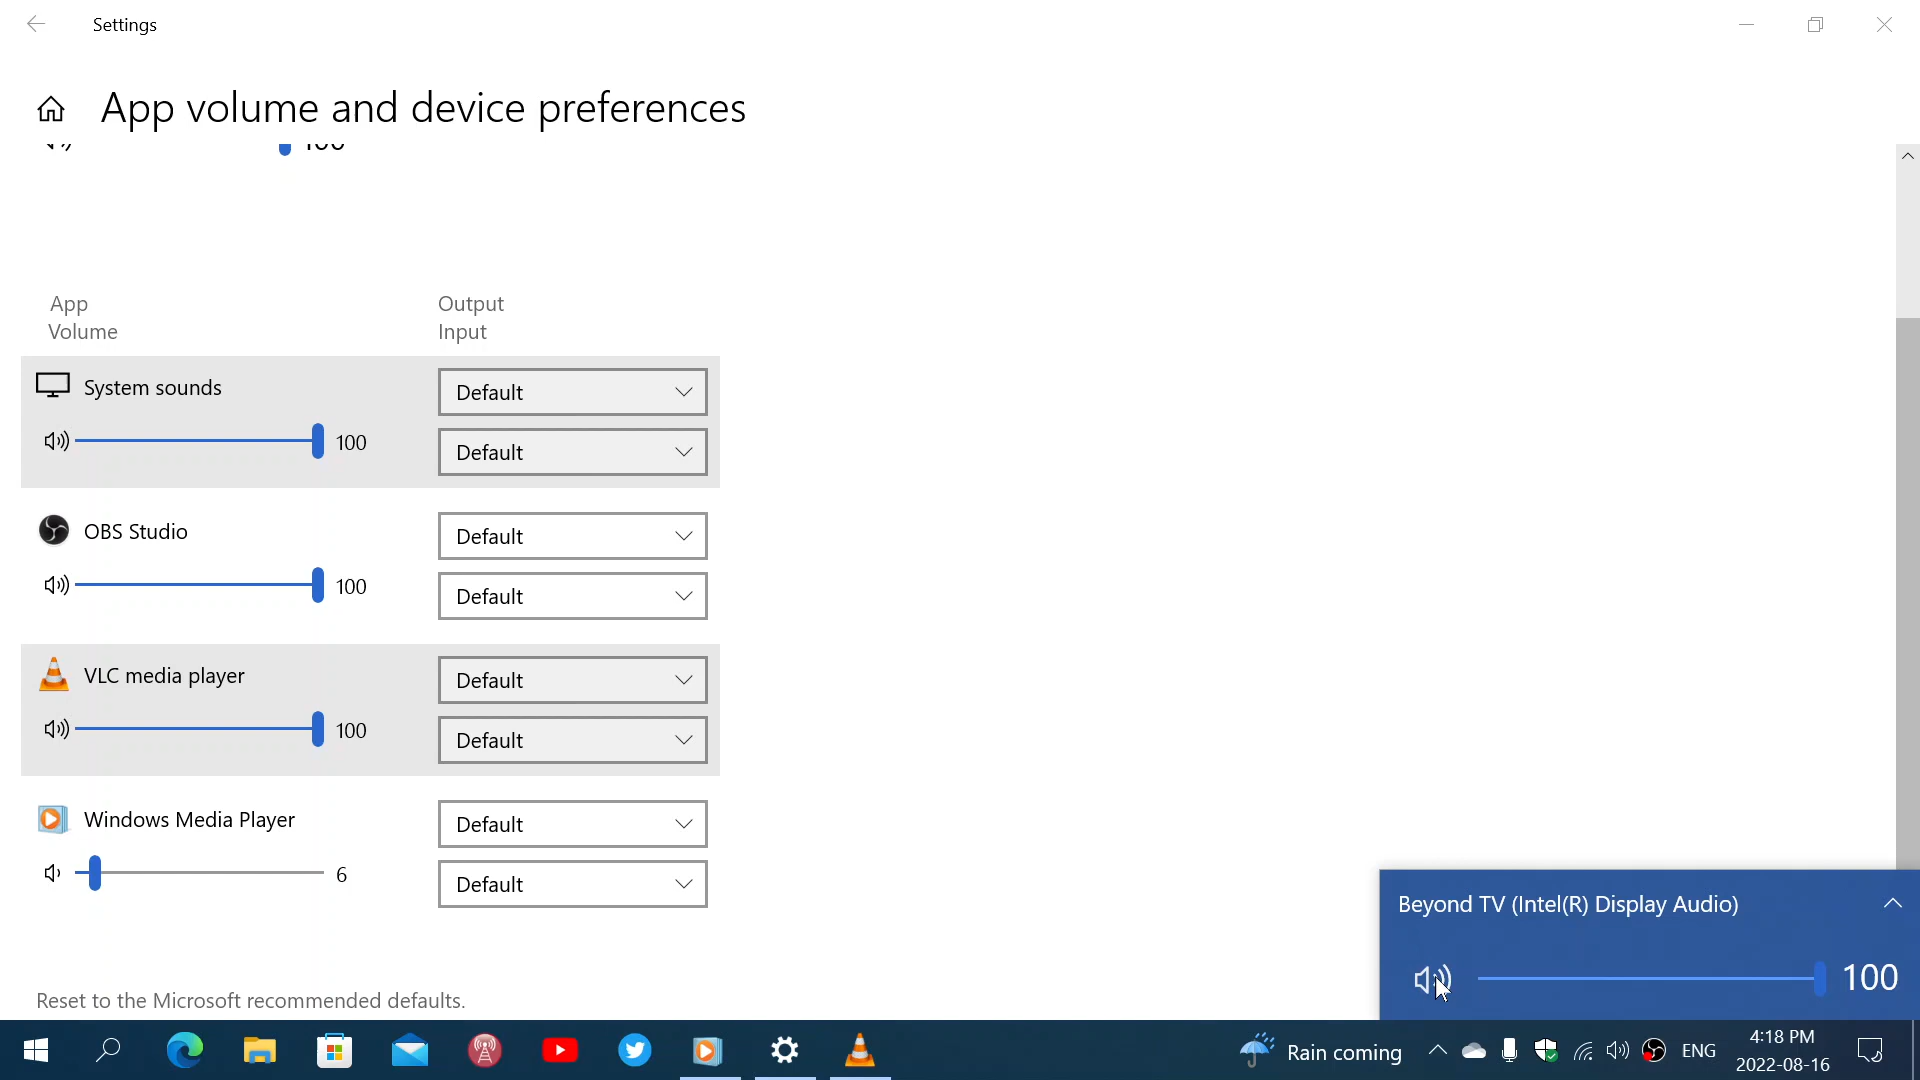 Settings
App volume and device preferences
100
App
Volume
Output
Input
System sounds
Default
100
Default
OBS Studio
Default
100
Default
VLC media player
Default
100
Default
Windows Media Player
Default
6
Default
Beyond TV (Intel(R) Display Audio)
100
Reset to the Microsoft recommended defaults.
Rain coming
ENG
4:18 PM
2022-08-16